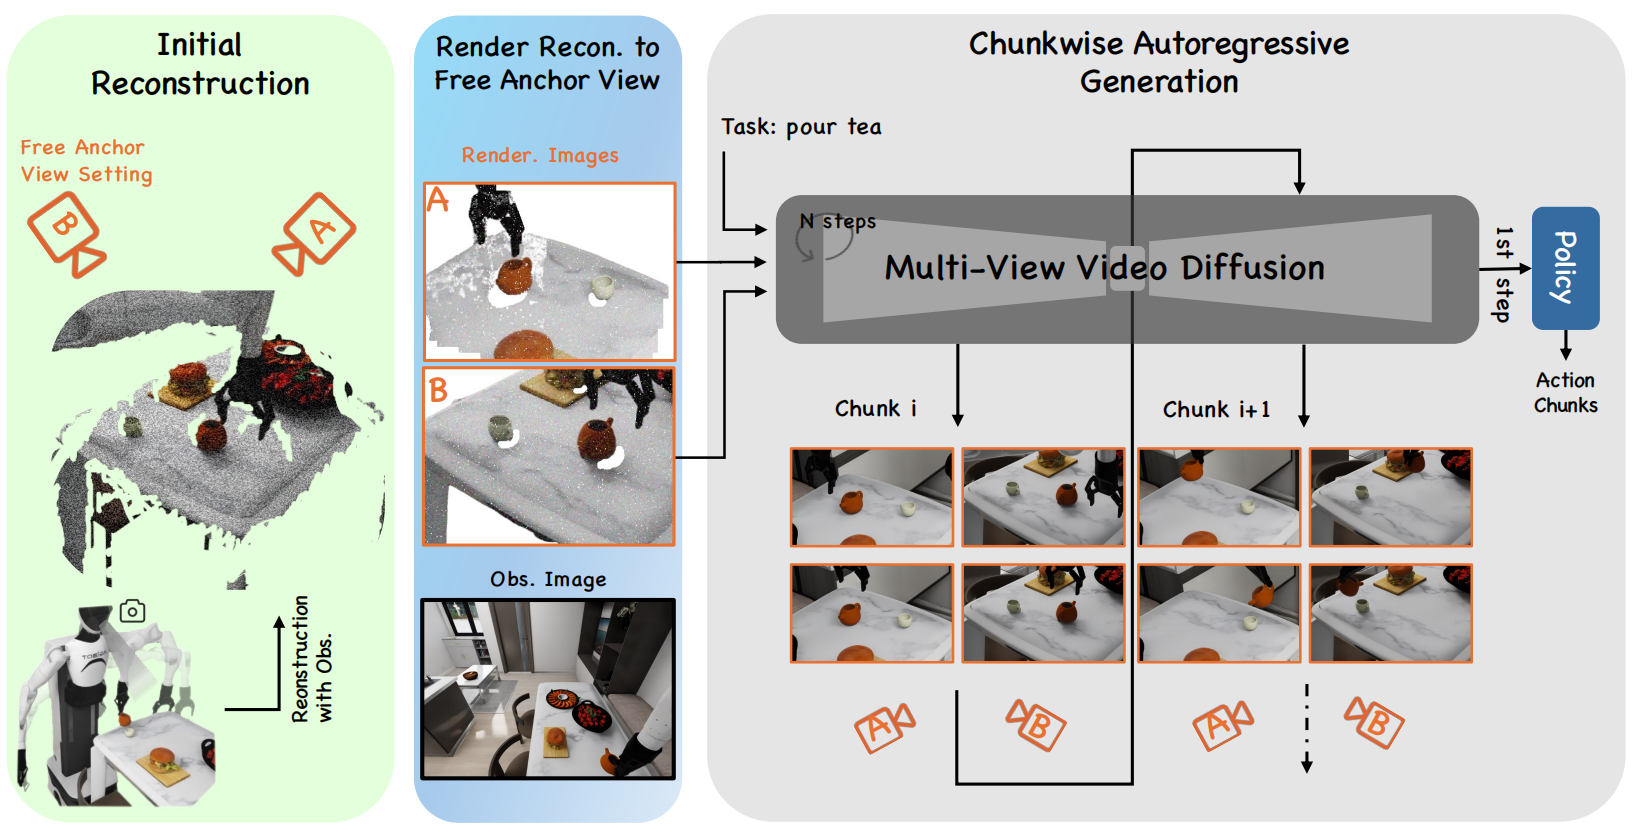 Initial
Reconstruction
Free Anchor
View Setting
B
A
Reconstruction
with Obs.
Render Recon. to
Free Anchor View
Render. Images
A
B
Obs. Image
Chunkwise Autoregressive
Generation
Task: pour tea
N steps
Multi-View Video Diffusion
1st step
Policy
Action
Chunks
Chunk i
Chunk i+1
A
B
A
B